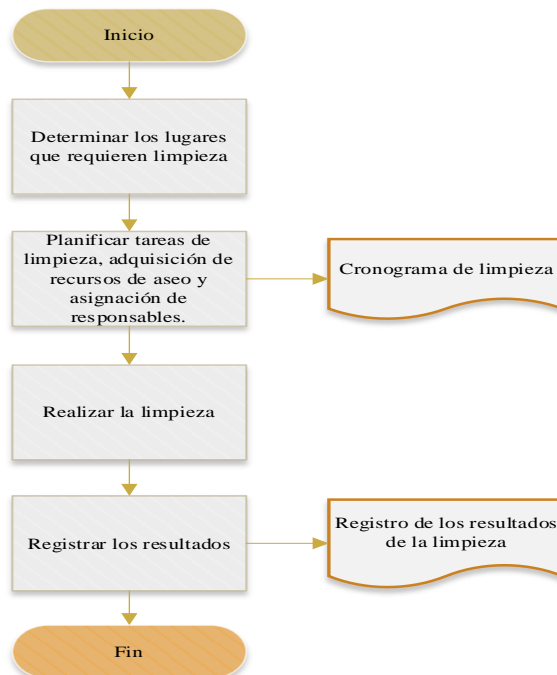 Inicio
Determinar los lugares
que requieren limpieza
Planificar tareas de
limpieza, adquisición de
recursos de aseo y
asignación de
responsables.
Cronograma de limpieza
Realizar la limpieza
Registrar los resultados
Registro de los resultados
de la limpieza
Fin